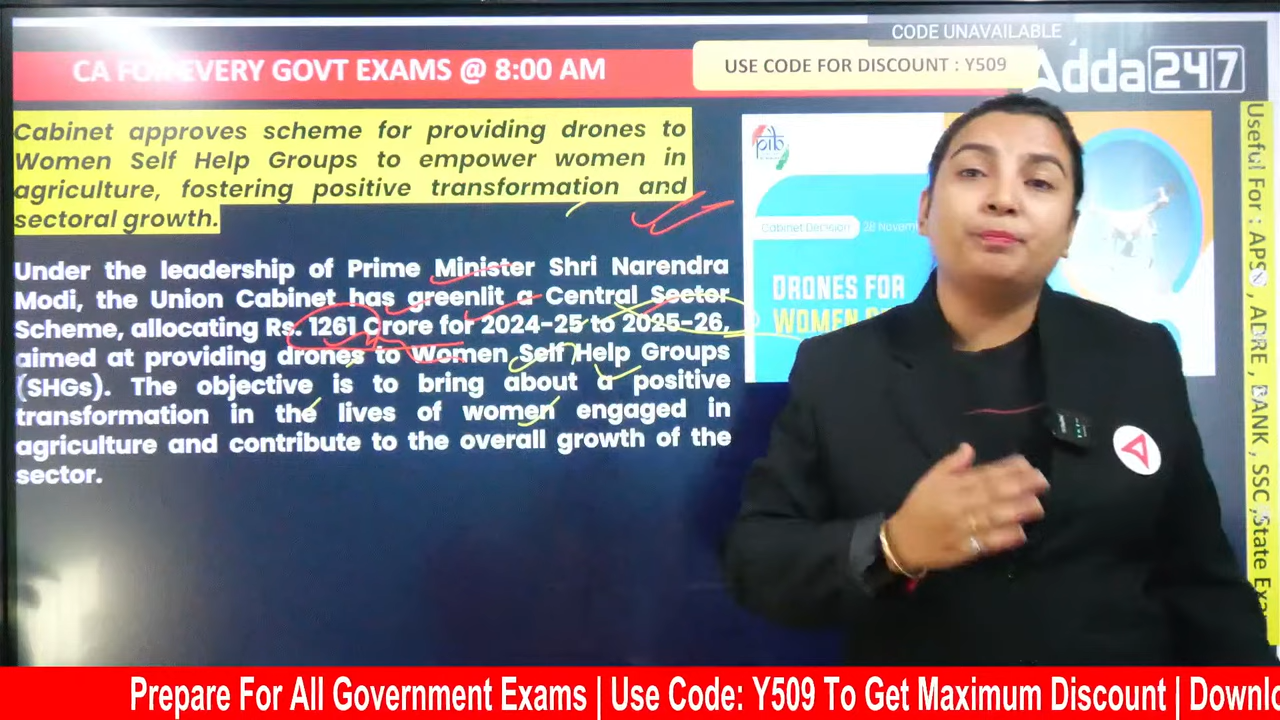 CODE UNAVAILABLE
CA FOR EVERY GOVT EXAMS @ 8:00 AM
USE CODE FOR DISCOUNT : Y509
Adda 247
Cabinet approves scheme for providing drones to
Women Self Help Groups to empower women in
agriculture, fostering positive transformation and
sectoral growth.
Under the leadership of Prime Minister Shri Narendra
Modi, the Union Cabinet has greenlit a Central Sector
Scheme, allocating Rs. 1261 Crore for 2024-25 to 2025-26,
aimed at providing drones to Women Self Help Groups
(SHGs). The objective is to bring about a positive
transformation in the lives of women engaged in
agriculture and contribute to the overall growth of the
sector.
pib
Cabinet Decision
28 Novem
DRONES FOR
WOMEN
Useful For : APSC , ADRE , BANK , SSC ,State Exa
Prepare For All Government Exams | Use Code: Y509 To Get Maximum Discount | Downlo